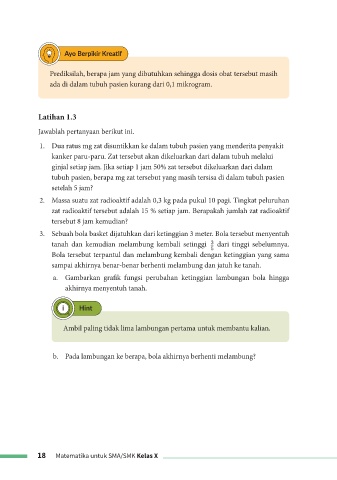 Ayo Berpikir Kreatif
Prediksilah, berapa jam yang dibutuhkan sehingga dosis obat tersebut masih
ada di dalam tubuh pasien kurang dari 0,1 mikrogram.
Latihan 1.3
Jawablah pertanyaan berikut ini.
1. Dua ratus mg zat disuntikkan ke dalam tubuh pasien yang menderita penyakit
kanker paru-paru. Zat tersebut akan dikeluarkan dari dalam tubuh melalui
ginjal setiap jam. Jika setiap 1 jam 50% zat tersebut dikeluarkan dari dalam
tubuh pasien, berapa mg zat tersebut yang masih tersisa di dalam tubuh pasien
setelah 5 jam?
2. Massa suatu zat radioaktif adalah 0,3 kg pada pukul 10 pagi. Tingkat peluruhan
zat radioaktif tersebut adalah 15 % setiap jam. Berapakah jumlah zat radioaktif
tersebut 8 jam kemudian?
3. Sebuah bola basket dijatuhkan dari ketinggian 3 meter. Bola tersebut menyentuh
tanah dan kemudian melambung kembali setinggi dari tinggi sebelumnya.
Bola tersebut terpantul dan melambung kembali dengan ketinggian yang sama
sampai akhirnya benar-benar berhenti melambung dan jatuh ke tanah.
a. Gambarkan grafik fungsi perubahan ketinggian lambungan bola hingga
akhirnya menyentuh tanah.
i Hint
Ambil paling tidak lima lambungan pertama untuk membantu kalian.
b. Pada lambungan ke berapa, bola akhirnya berhenti melambung?
18 Matematika untuk SMA/SMK Kelas X